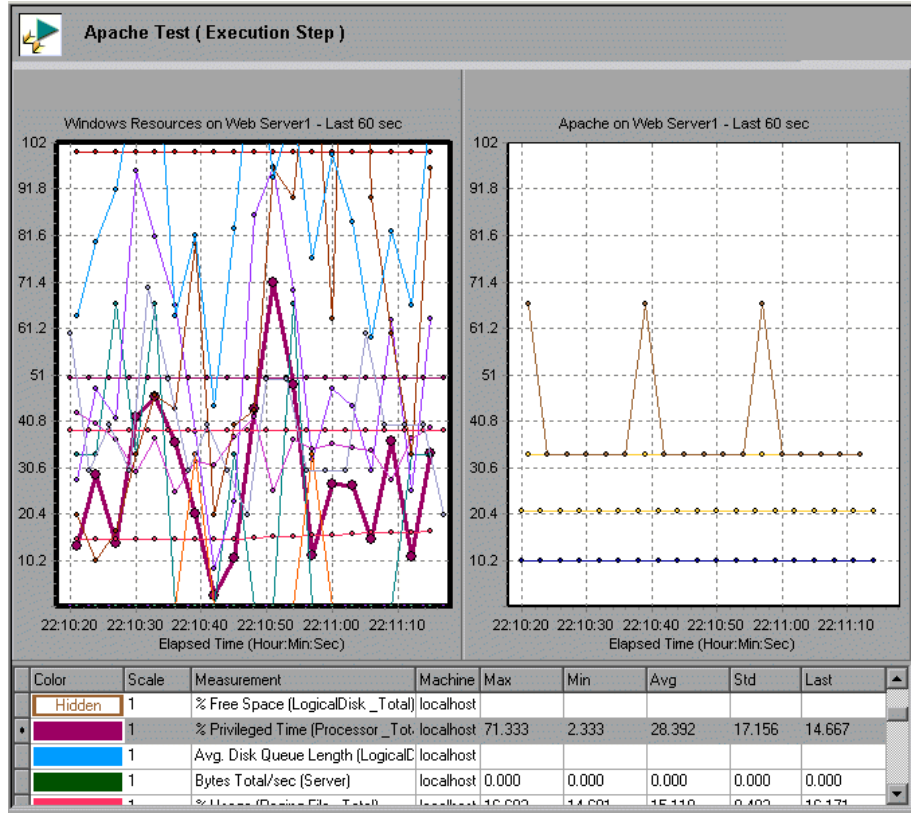 Apache Test ( Execution Step )
Windows Resources on Web Server1 - Last 60 sec
102
91.8
81.6
71.4
61.2
51
40.8
30.6
20.4
10.2
22:10:20 22:10:30 22:10:40 22:10:50 22:11:00 22:11:10
Elapsed Time (Hour:Min:Sec)
Apache on Web Server1 - Last 60 sec
102
91.8
81.6
71.4
61.2
51
40.8
30.6
20.4
10.2
22:10:20 22:10:30 22:10:40 22:10:50 22:11:00 22:11:10
Elapsed Time (Hour:Min:Sec)
Color Scale Measurement Machine Max Min Avg Std Last
Hidden 1 % Free Space (LogicalDisk _Total) localhost
1 % Privileged Time (Processor _Tot localhost 71.333 2.333 28.392 17.156 14.667
1 Avg. Disk Queue Length (LogicalD localhost
1 Bytes Total/sec (Server) localhost 0.000 0.000 0.000 0.000 0.000
1 % Usage (Paging File _Total) localhost